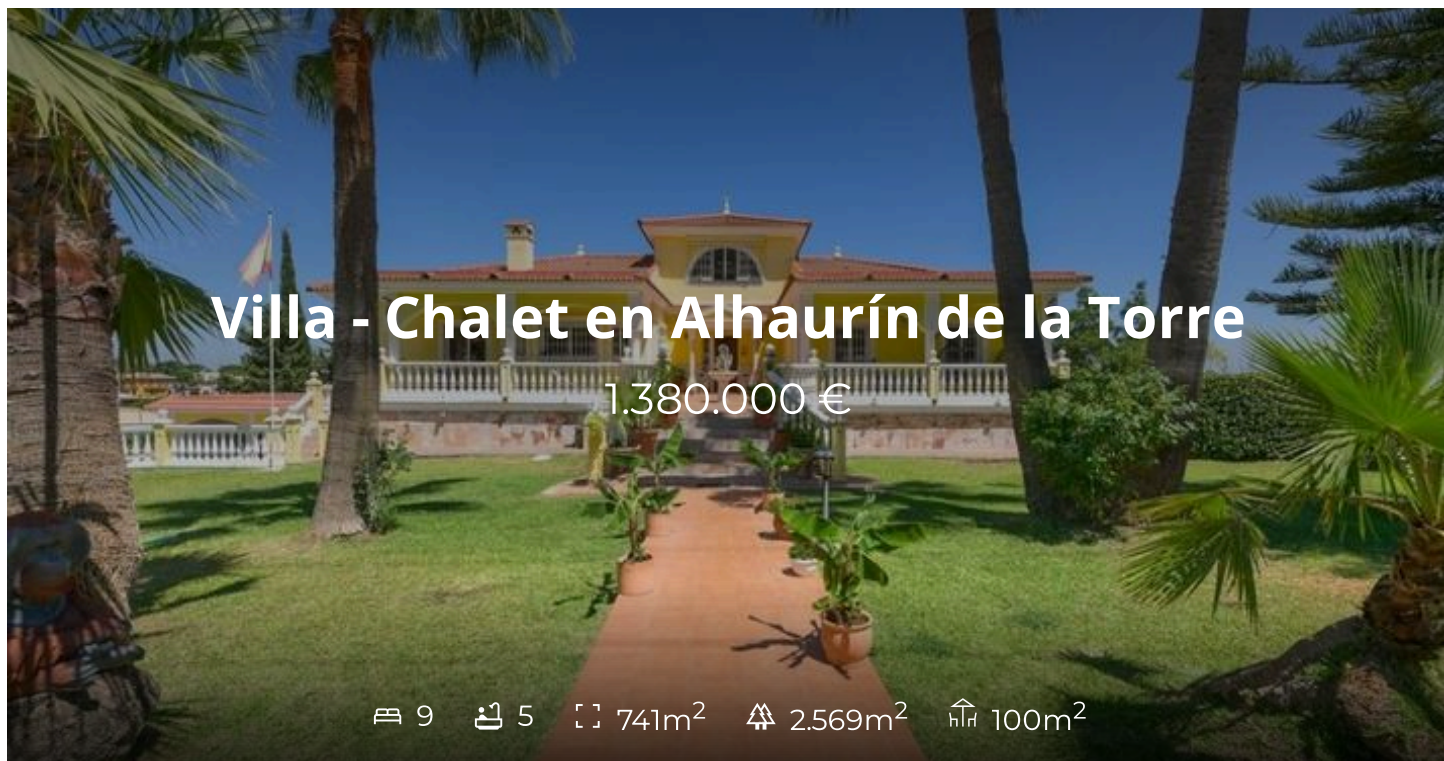 Villa - Chalet en Alhaurín de la Torre
1.380.000 €
9 5 741m² 2.569m² 100m²